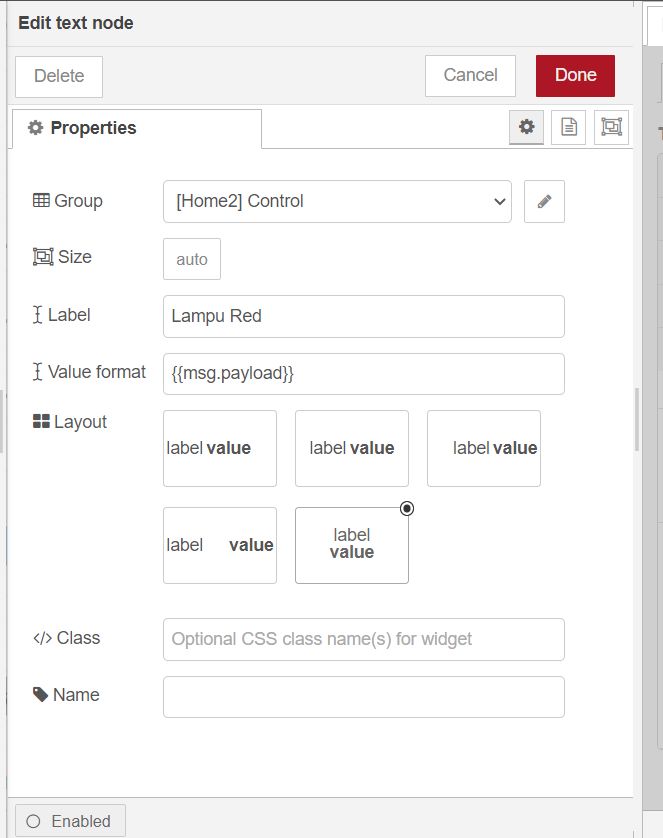 Edit text node
Delete
Cancel
Done
Properties
Group
[Home2] Control
Size
auto
Label
Lampu Red
Value format
{{msg.payload}}
Layout
label value
label value
label value
label value
label
value
</> Class
Optional CSS class name(s) for widget
Name
Enabled